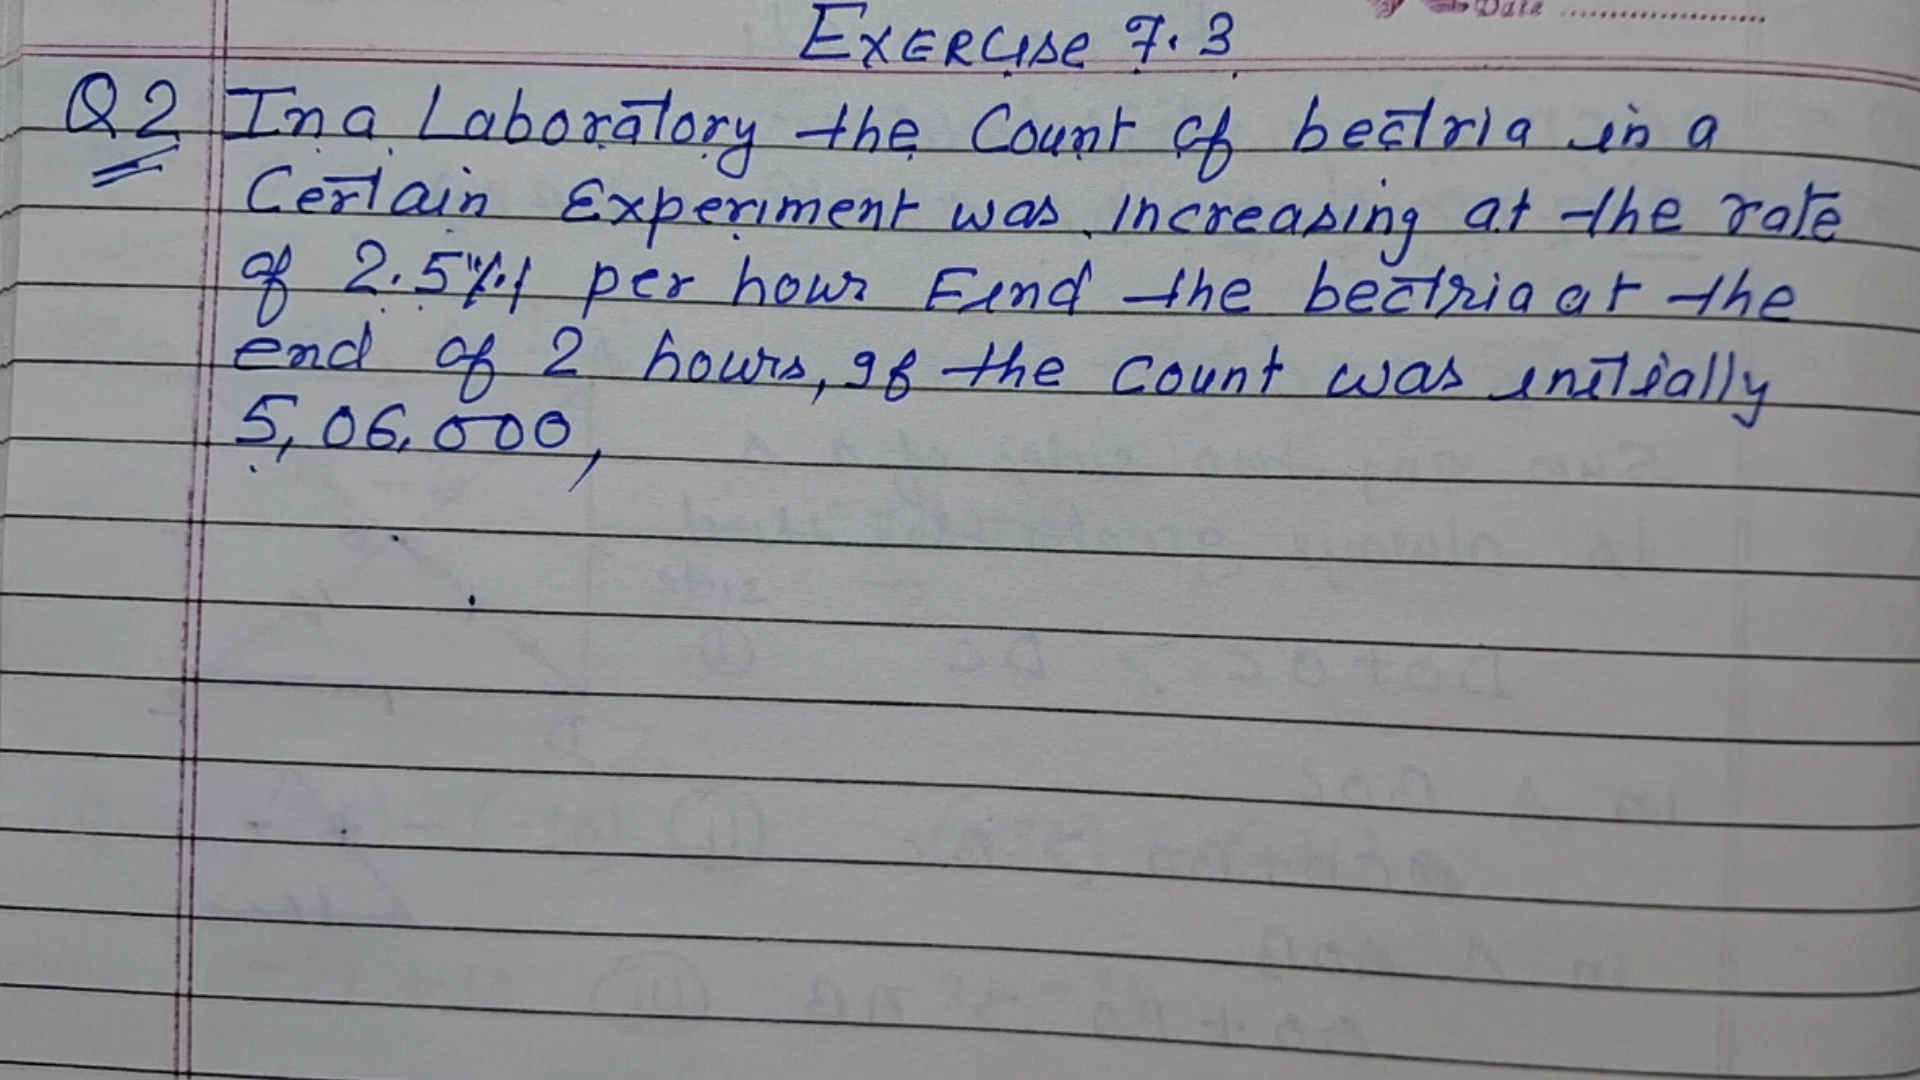 Date
Exercise 7.3
Q2 In a Laboratory the Count of bectria in a
Certain Experiment was increasing at the rate
of 2.5% per hour Find the bectria at the
end of 2 hours, if the count was initially
5,06,000,